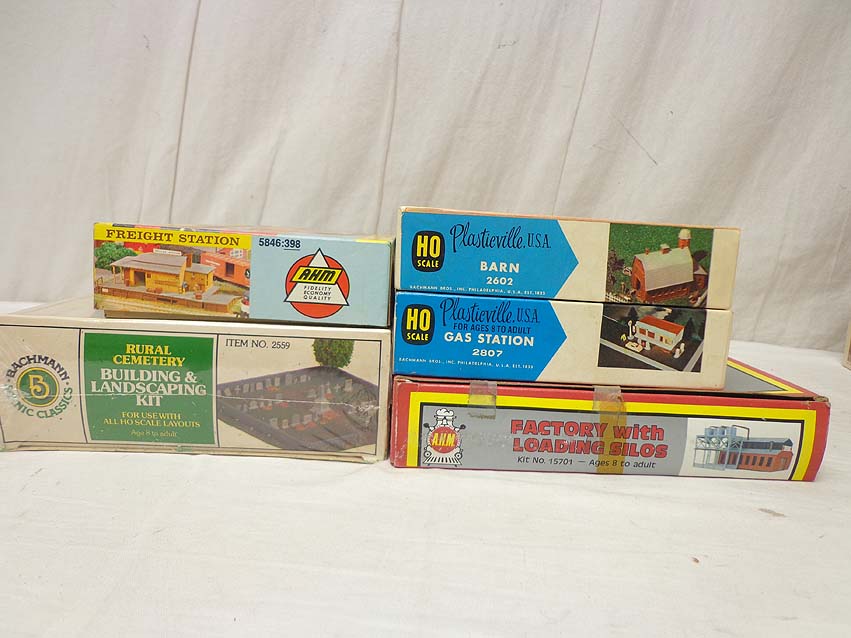 FREIGHT STATION
5846:398
AHM
FIDELITY
ECONOMY
QUALITY
BACHMANN
SCENIC CLASSICS
RURAL
CEMETERY
BUILDING &
LANDSCAPING
KIT
FOR USE WITH
ALL HO SCALE LAYOUTS
Ages 8 to adult
ITEM NO. 2559
HO
SCALE
Plasticville, U.S.A.
BARN
2602
BACHMANN BROS., INC. PHILADELPHIA, U.S.A. EST. 1833
HO
SCALE
Plasticville, U.S.A.
FOR AGES 8 TO ADULT
GAS STATION
2807
BACHMANN BROS., INC. PHILADELPHIA, U.S.A. EST. 1833
AHM
FACTORY with
LOADING SILOS
Kit No. 15701 — Ages 8 to adult